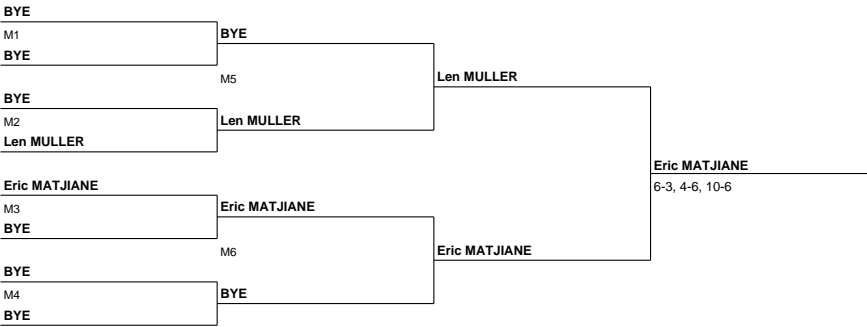 BYE
M1
BYE
BYE
M5
BYE
M2
Len MULLER
Len MULLER
Len MULLER
Eric MATJIANE
M3
BYE
Eric MATJIANE
M6
BYE
M4
BYE
BYE
Eric MATJIANE
Eric MATJIANE
6-3, 4-6, 10-6